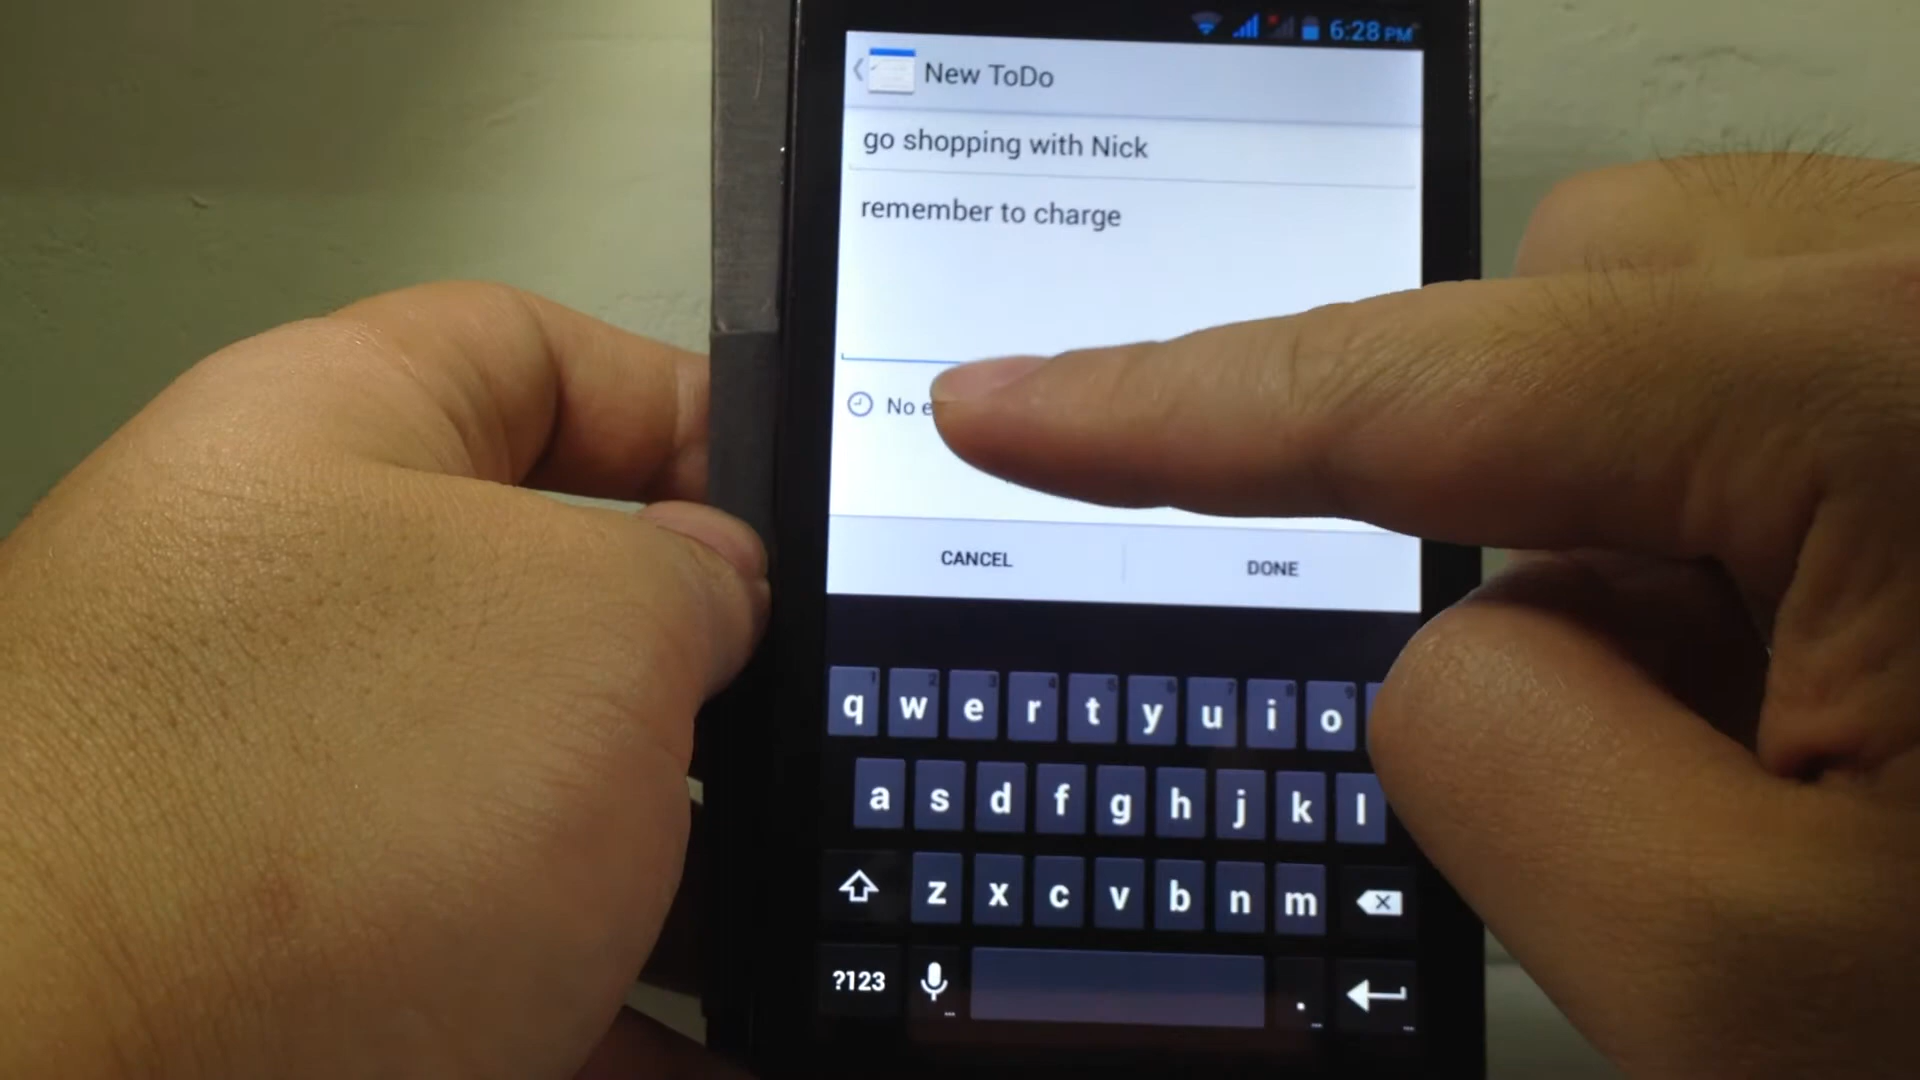 6:28 PM
New ToDo
go shopping with Nick
remember to charge
No
CANCEL
DONE
q w e r t y u i o
a s d f g h j k l
z x c v b n m
?123 .